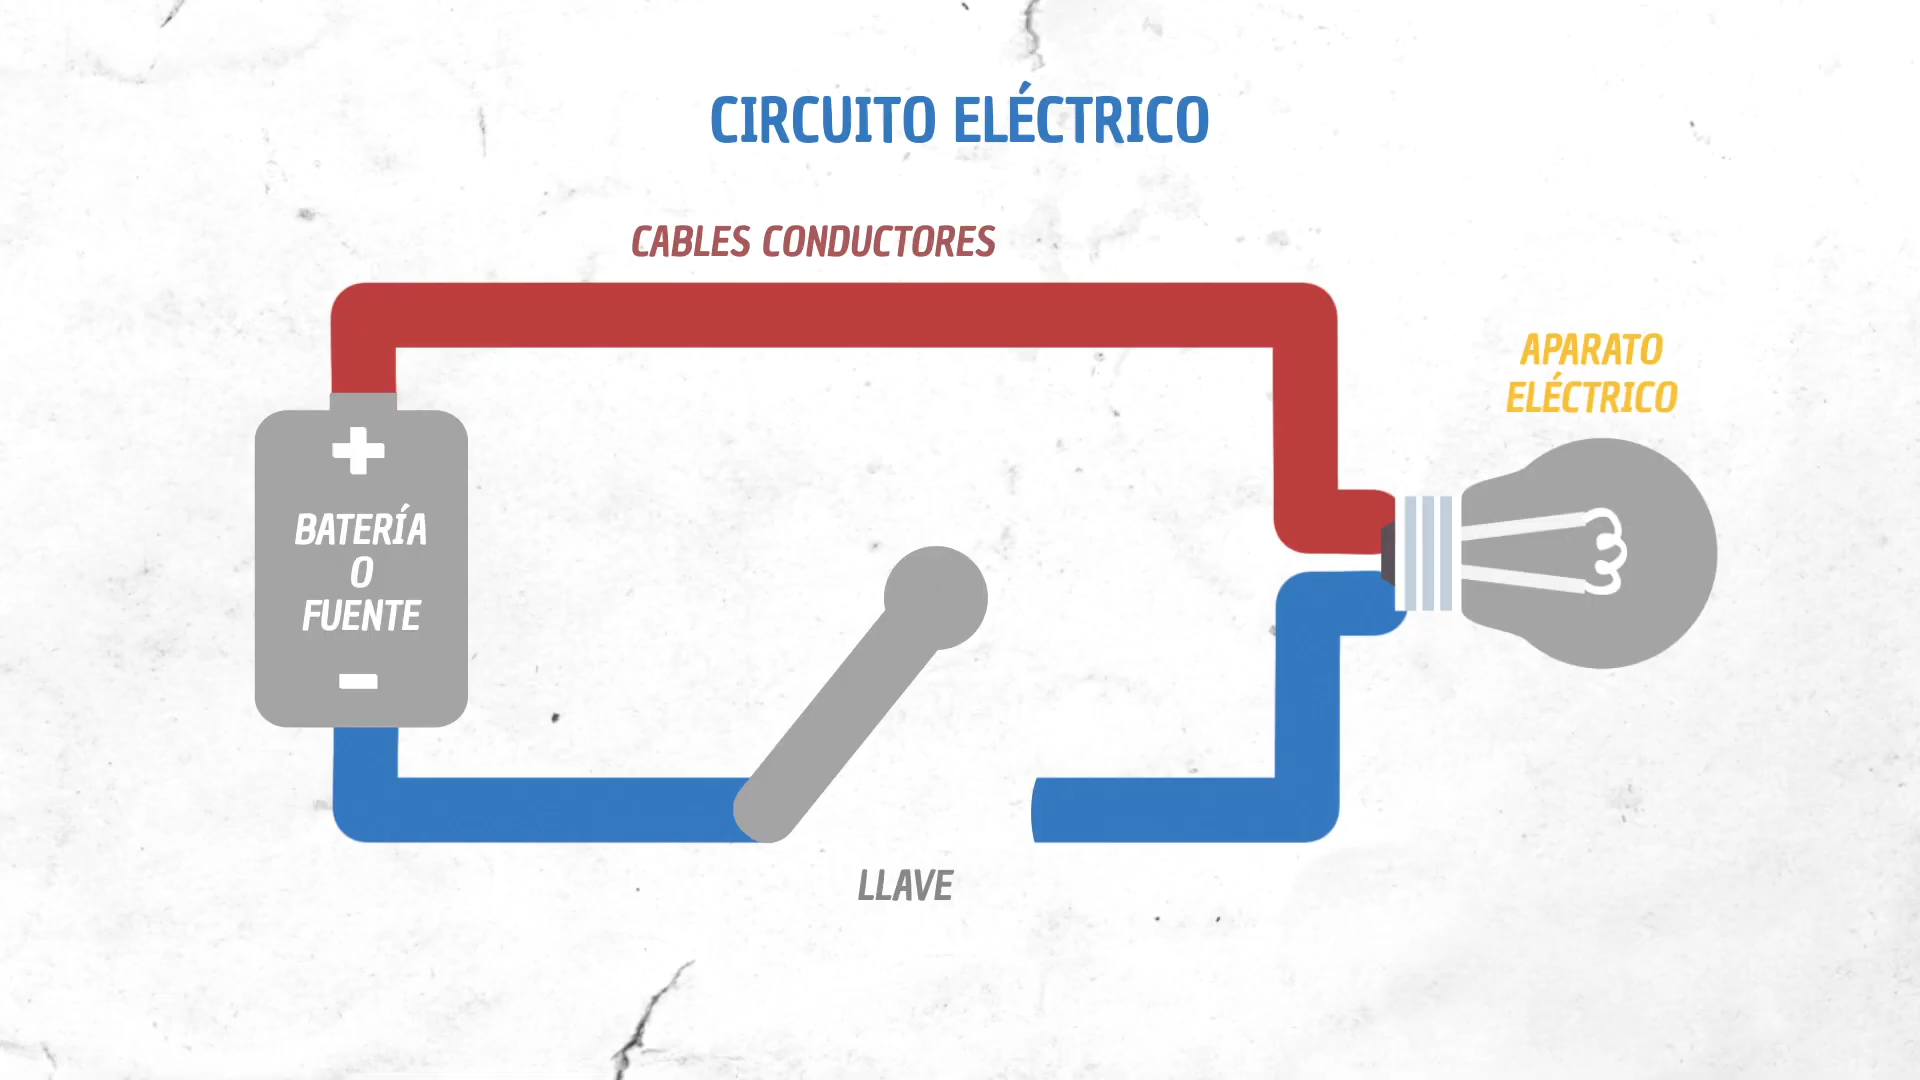 CIRCUITO ELÉCTRICO
CABLES CONDUCTORES
APARATO
ELÉCTRICO
+
BATERÍA
O
FUENTE
-
LLAVE